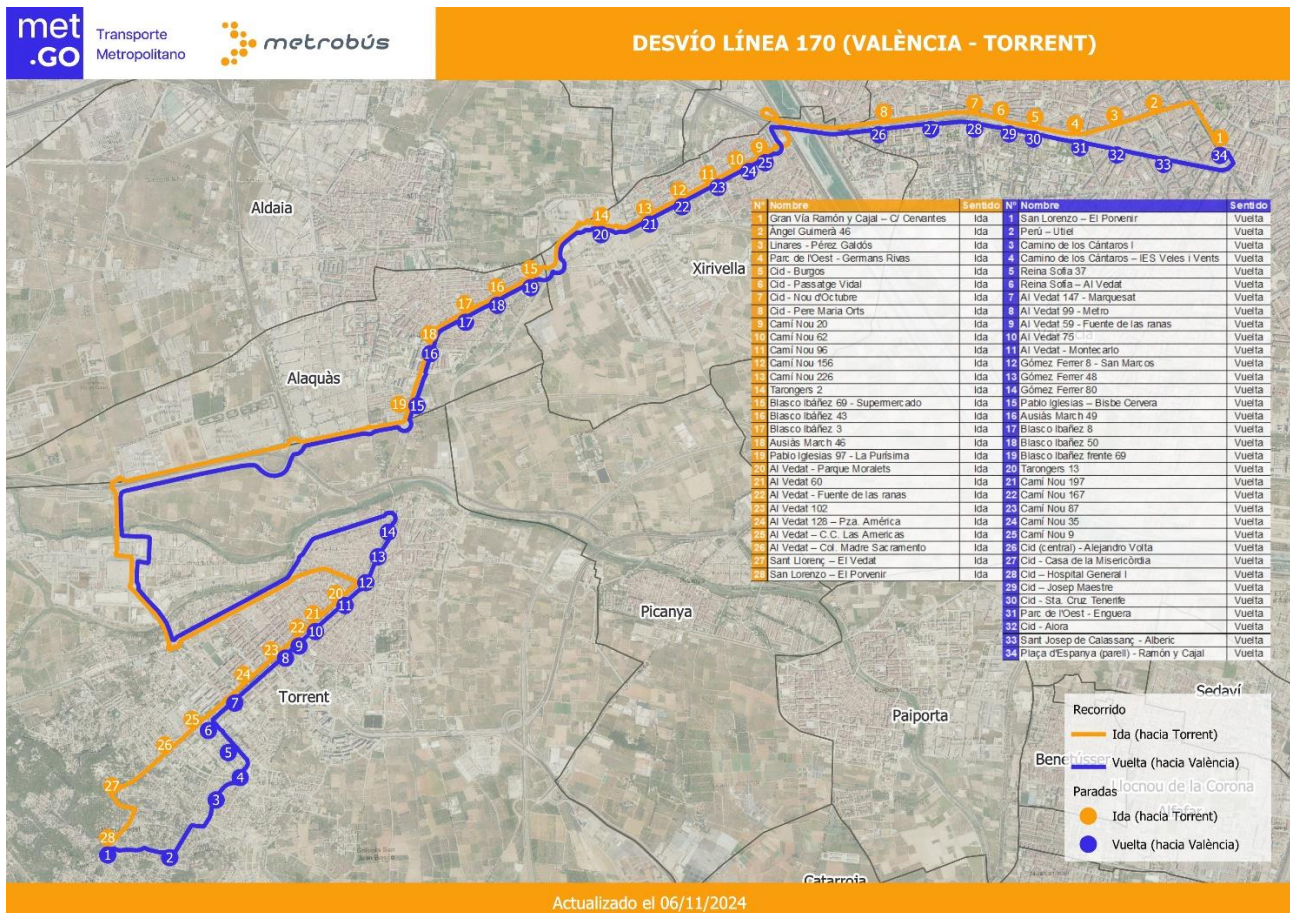 met
.GO
Transporte
Metropolitano
metrobús
DESVÍO LÍNEA 170 (VALÈNCIA - TORRENT)
Aldaia
Xirivella
Alaquàs
Picanya
Torrent
Paiporta
Sedaví
Benetússer
Llocnou de la Corona
Alfafar
Catarroja
Nº Nombre Sentido
1 Gran Vía Ramón y Cajal – C/ Cervantes Ida
2 Àngel Guimerà 46 Ida
3 Linares - Pérez Galdós Ida
4 Parc de l'Oest - Germans Rivas Ida
5 Cid - Burgos Ida
6 Cid - Passatge Vidal Ida
7 Cid - Nou d'Octubre Ida
8 Cid - Pere Maria Orts Ida
9 Camí Nou 20 Ida
10 Camí Nou 62 Ida
11 Camí Nou 96 Ida
12 Camí Nou 156 Ida
13 Camí Nou 226 Ida
14 Tarongers 2 Ida
15 Blasco Ibáñez 69 - Supermercado Ida
16 Blasco Ibáñez 43 Ida
17 Blasco Ibáñez 3 Ida
18 Ausiàs March 46 Ida
19 Pablo Iglesias 97 - La Purísima Ida
20 Al Vedat - Parque Moralets Ida
21 Al Vedat 60 Ida
22 Al Vedat - Fuente de las ranas Ida
23 Al Vedat 102 Ida
24 Al Vedat 128 – Pza. América Ida
25 Al Vedat – C.C. Las Americas Ida
26 Al Vedat – Col. Madre Sacramento Ida
27 Sant Llorenç – El Vedat Ida
28 San Lorenzo – El Porvenir Ida
Nº Nombre Sentido
1 San Lorenzo – El Porvenir Vuelta
2 Perú – Utiel Vuelta
3 Camino de los Cántaros I Vuelta
4 Camino de los Cántaros – IES Veles i Vents Vuelta
5 Reina Sofia 37 Vuelta
6 Reina Sofía – Al Vedat Vuelta
7 Al Vedat 147 - Marquesat Vuelta
8 Al Vedat 99 - Metro Vuelta
9 Al Vedat 59 - Fuente de las ranas Vuelta
10 Al Vedat 75 Vuelta
11 Al Vedat - Montecarlo Vuelta
12 Gómez Ferrer 8 - San Marcos Vuelta
13 Gómez Ferrer 48 Vuelta
14 Gómez Ferrer 80 Vuelta
15 Pablo Iglesias – Bisbe Cervera Vuelta
16 Ausiàs March 49 Vuelta
17 Blasco Ibañez 8 Vuelta
18 Blasco Ibañez 50 Vuelta
19 Blasco Ibañez frente 69 Vuelta
20 Tarongers 13 Vuelta
21 Camí Nou 197 Vuelta
22 Camí Nou 167 Vuelta
23 Camí Nou 87 Vuelta
24 Camí Nou 35 Vuelta
25 Camí Nou 9 Vuelta
26 Cid (central) - Alejandro Volta Vuelta
27 Cid - Casa de la Misericòrdia Vuelta
28 Cid – Hospital General I Vuelta
29 Cid – Josep Maestre Vuelta
30 Cid - Sta. Cruz Tenerife Vuelta
31 Parc de l'Oest - Enguera Vuelta
32 Cid - Aiora Vuelta
33 Sant Josep de Calassanç - Alberic Vuelta
34 Plaça d'Espanya (parell) - Ramón y Cajal Vuelta
Recorrido
Ida (hacia Torrent)
Vuelta (hacia València)
Paradas
Ida (hacia Torrent)
Vuelta (hacia València)
Actualizado el 06/11/2024